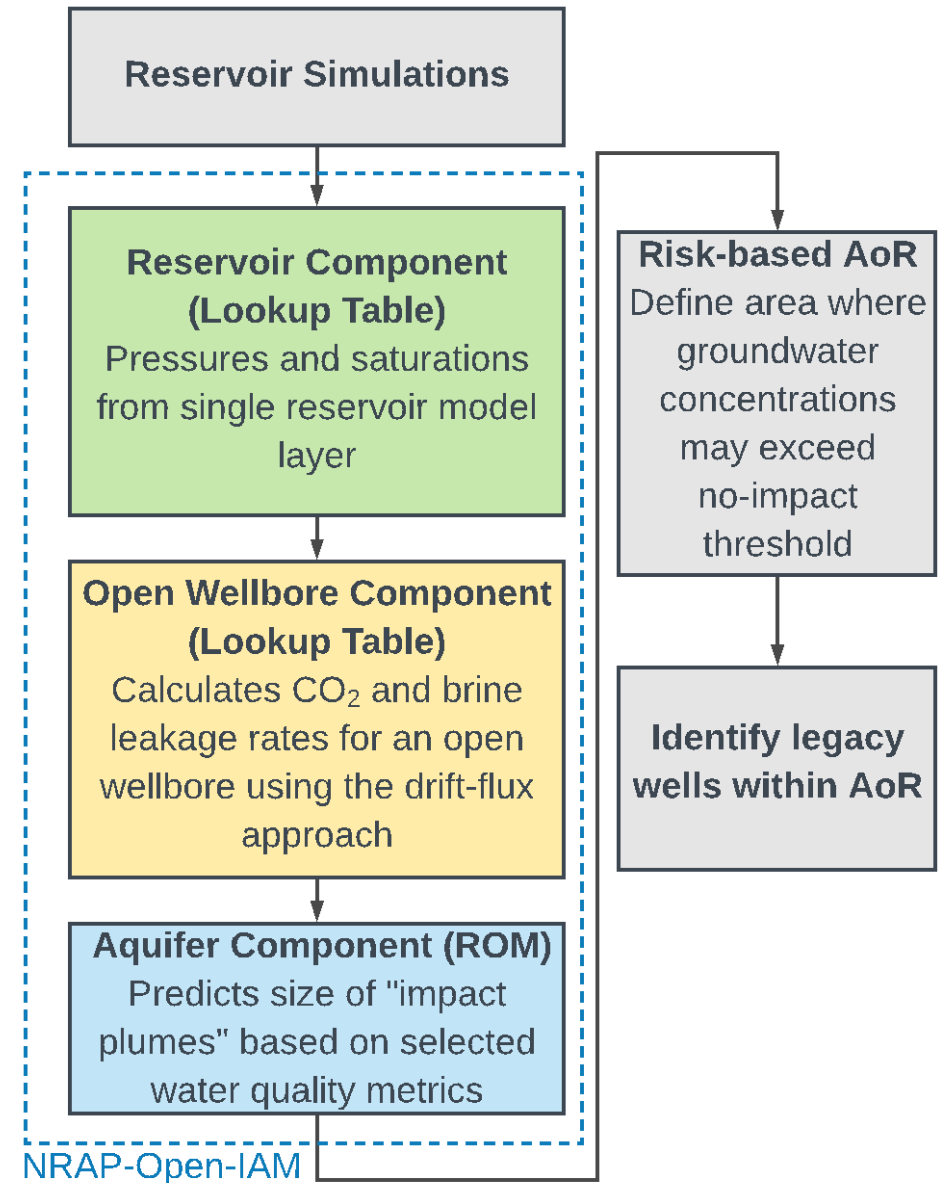 Reservoir Simulations
Reservoir Component
(Lookup Table)
Pressures and saturations
from single reservoir model
layer
Open Wellbore Component
(Lookup Table)
Calculates CO₂ and brine
leakage rates for an open
wellbore using the drift-flux
approach
Aquifer Component (ROM)
Predicts size of "impact
plumes" based on selected
water quality metrics
NRAP-Open-IAM
Risk-based AoR
Define area where
groundwater
concentrations
may exceed
no-impact
threshold
Identify legacy
wells within AoR